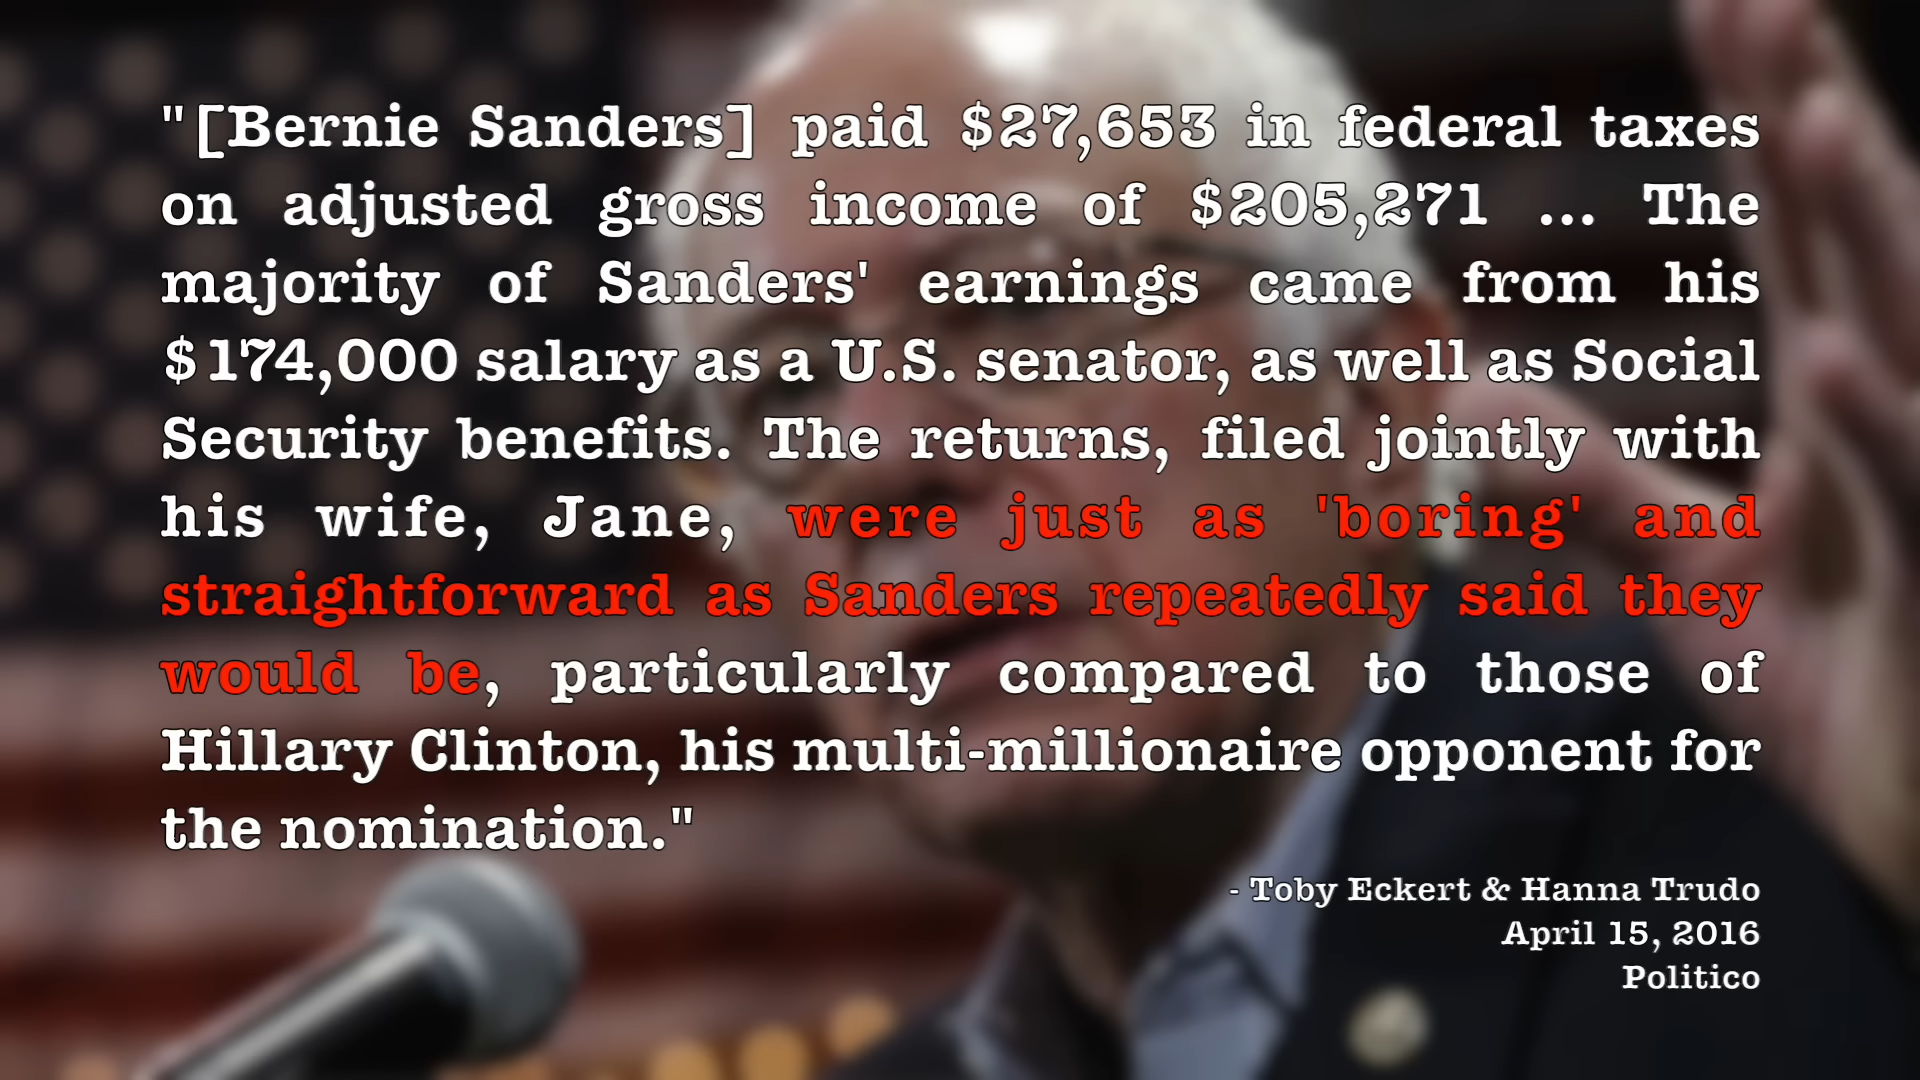 "[Bernie Sanders] paid $27,653 in federal taxes
on adjusted gross income of $205,271 ... The
majority of Sanders' earnings came from his
$174,000 salary as a U.S. senator, as well as Social
Security benefits. The returns, filed jointly with
his wife, Jane, were just as 'boring' and
straightforward as Sanders repeatedly said they
would be, particularly compared to those of
Hillary Clinton, his multi-millionaire opponent for
the nomination."
- Toby Eckert & Hanna Trudo
April 15, 2016
Politico